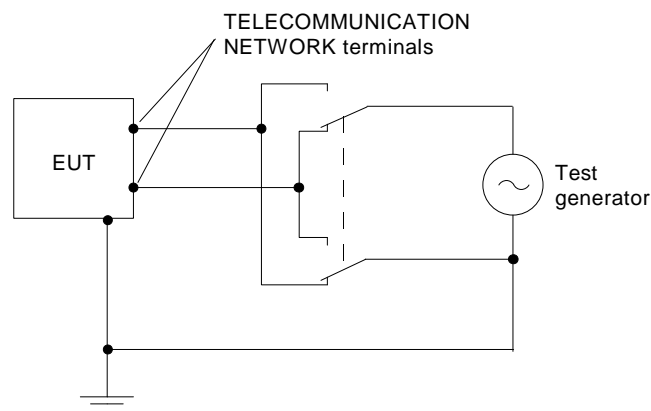 TELECOMMUNICATION
NETWORK terminals
EUT
Test
generator